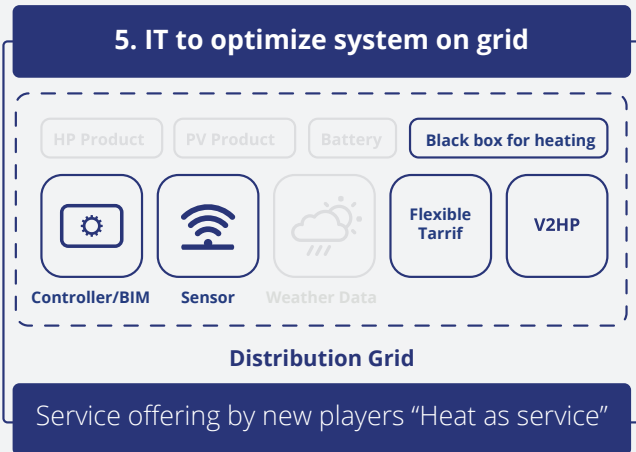 5. IT to optimize system on grid
HP Product
PV Product
Battery
Black box for heating
Flexible
Tarrif
V2HP
Controller/BIM
Sensor
Weather Data
Distribution Grid
Service offering by new players “Heat as service”